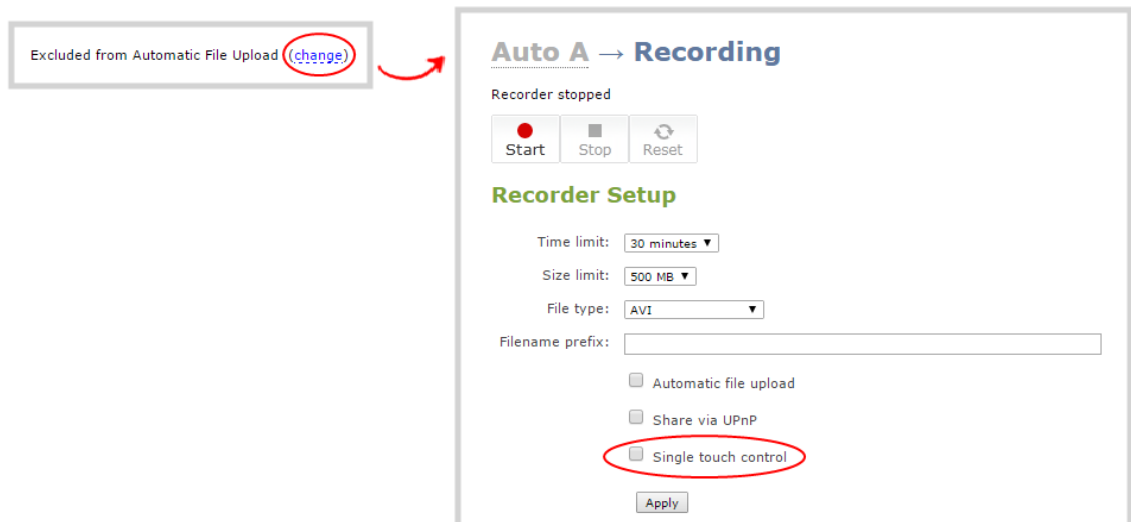 Excluded from Automatic File Upload (change)
Auto A → Recording
Recorder stopped
Start Stop Reset
Recorder Setup
Time limit: 30 minutes ▼
Size limit: 500 MB ▼
File type: AVI ▼
Filename prefix:
Automatic file upload
Share via UPnP
Single touch control
Apply